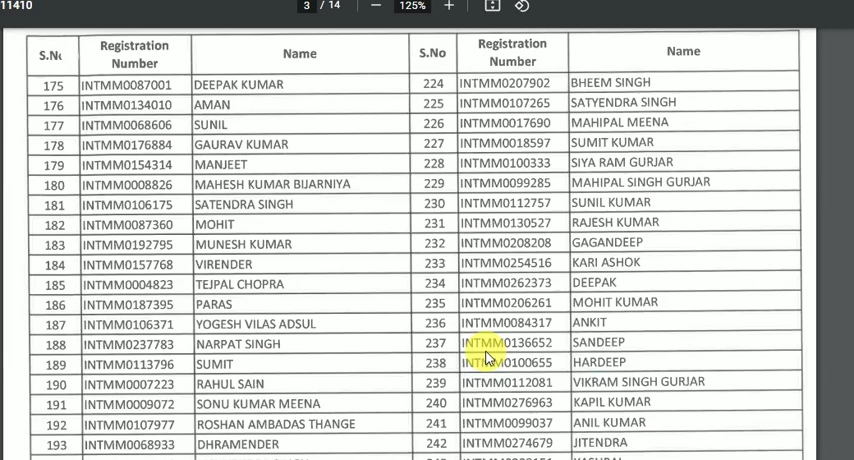 11410
3 / 14
125%
S.No Registration Number Name S.No Registration Number Name
175 INTMM0087001 DEEPAK KUMAR 224 INTMM0207902 BHEEM SINGH
176 INTMM0134010 AMAN 225 INTMM0107265 SATYENDRA SINGH
177 INTMM0068606 SUNIL 226 INTMM0017690 MAHIPAL MEENA
178 INTMM0176884 GAURAV KUMAR 227 INTMM0018597 SUMIT KUMAR
179 INTMM0154314 MANJEET 228 INTMM0100333 SIYA RAM GURJAR
180 INTMM0008826 MAHESH KUMAR BIJARNIYA 229 INTMM0099285 MAHIPAL SINGH GURJAR
181 INTMM0106175 SATENDRA SINGH 230 INTMM0112757 SUNIL KUMAR
182 INTMM0087360 MOHIT 231 INTMM0130527 RAJESH KUMAR
183 INTMM0192795 MUNESH KUMAR 232 INTMM0208208 GAGANDEEP
184 INTMM0157768 VIRENDER 233 INTMM0254516 KARI ASHOK
185 INTMM0004823 TEJPAL CHOPRA 234 INTMM0262373 DEEPAK
186 INTMM0187395 PARAS 235 INTMM0206261 MOHIT KUMAR
187 INTMM0106371 YOGESH VILAS ADSUL 236 INTMM0084317 ANKIT
188 INTMM0237783 NARPAT SINGH 237 INTMM0136652 SANDEEP
189 INTMM0113796 SUMIT 238 INTMM0100655 HARDEEP
190 INTMM0007223 RAHUL SAIN 239 INTMM0112081 VIKRAM SINGH GURJAR
191 INTMM0009072 SONU KUMAR MEENA 240 INTMM0276963 KAPIL KUMAR
192 INTMM0107977 ROSHAN AMBADAS THANGE 241 INTMM0099037 ANIL KUMAR
193 INTMM0068933 DHRAMENDER 242 INTMM0274679 JITENDRA